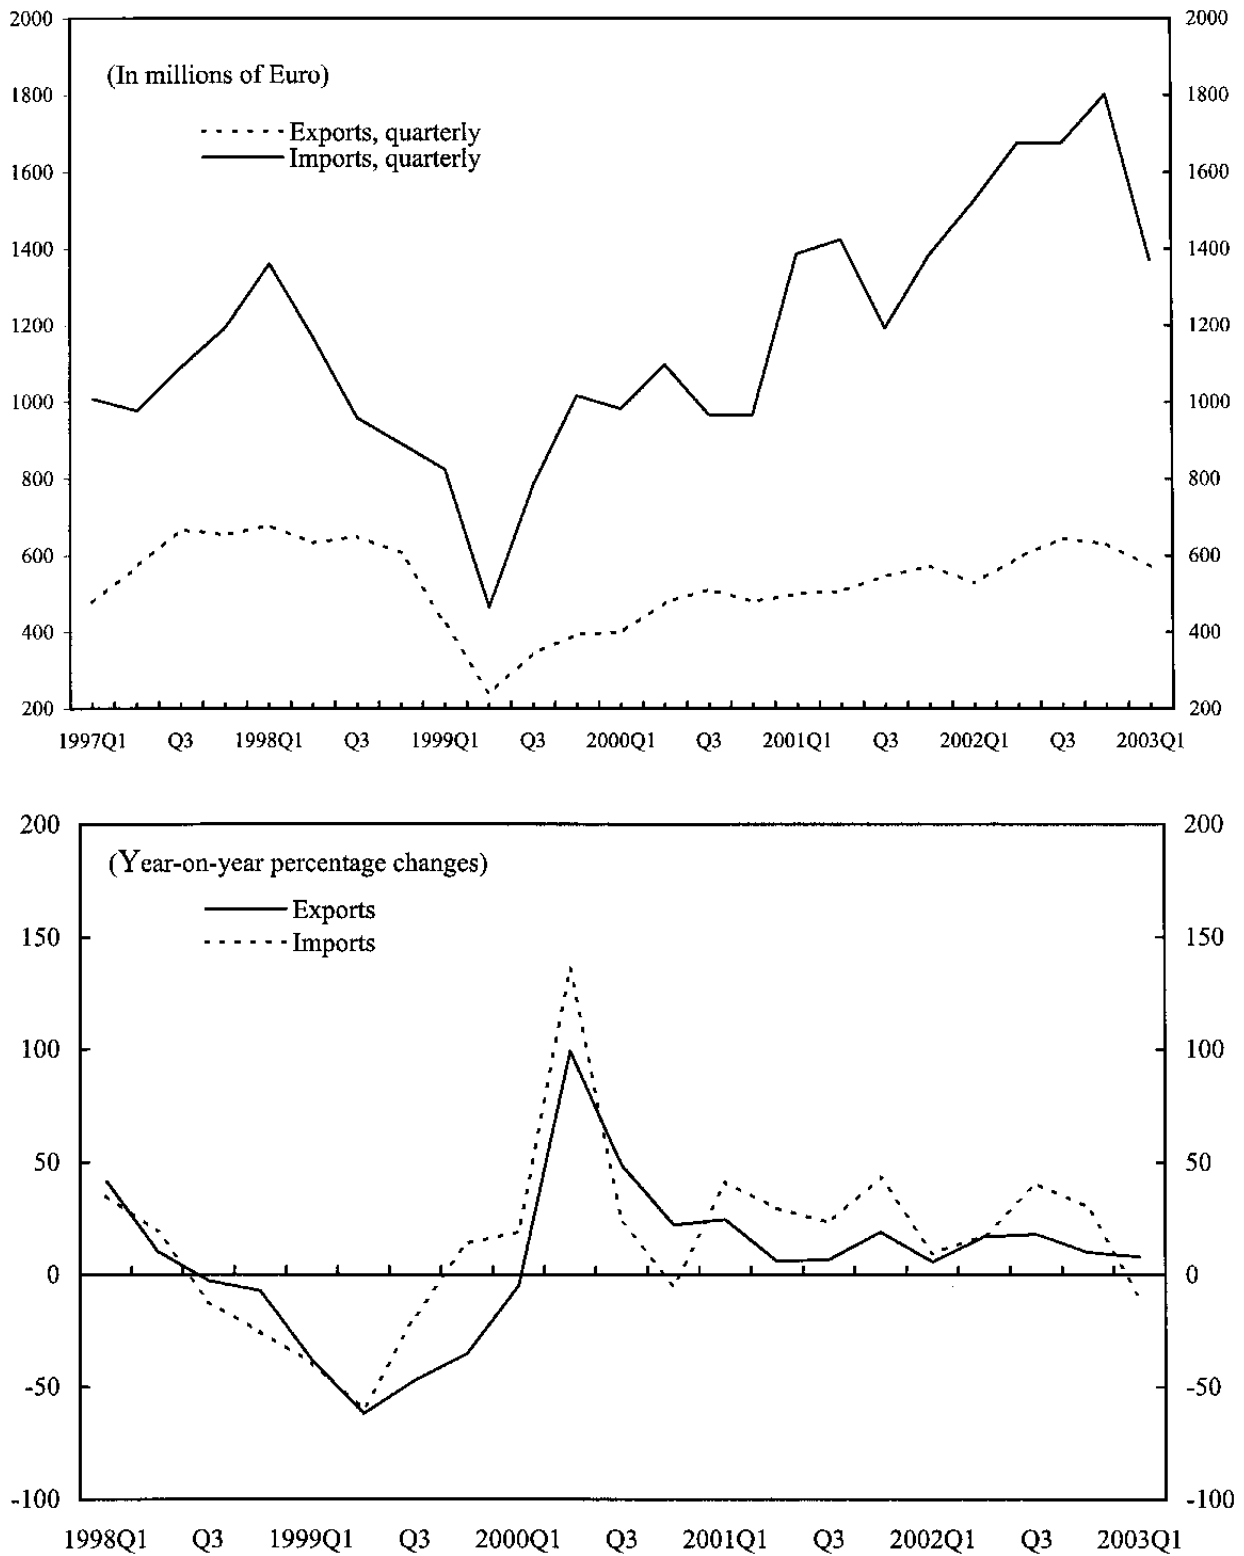 2000 2000
(In millions of Euro)
1800 1800
Exports, quarterly
Imports, quarterly
1600 1600
1400 1400
1200 1200
1000 1000
800 800
600 600
400 400
200 200
1997Q1 Q3 1998Q1 Q3 1999Q1 Q3 2000Q1 Q3 2001Q1 Q3 2002Q1 Q3 2003Q1
200 200
(Year-on-year percentage changes)
Exports
150 Imports 150
100 100
50 50
0 0
-50 -50
-100 -100
1998Q1 Q3 1999Q1 Q3 2000Q1 Q3 2001Q1 Q3 2002Q1 Q3 2003Q1